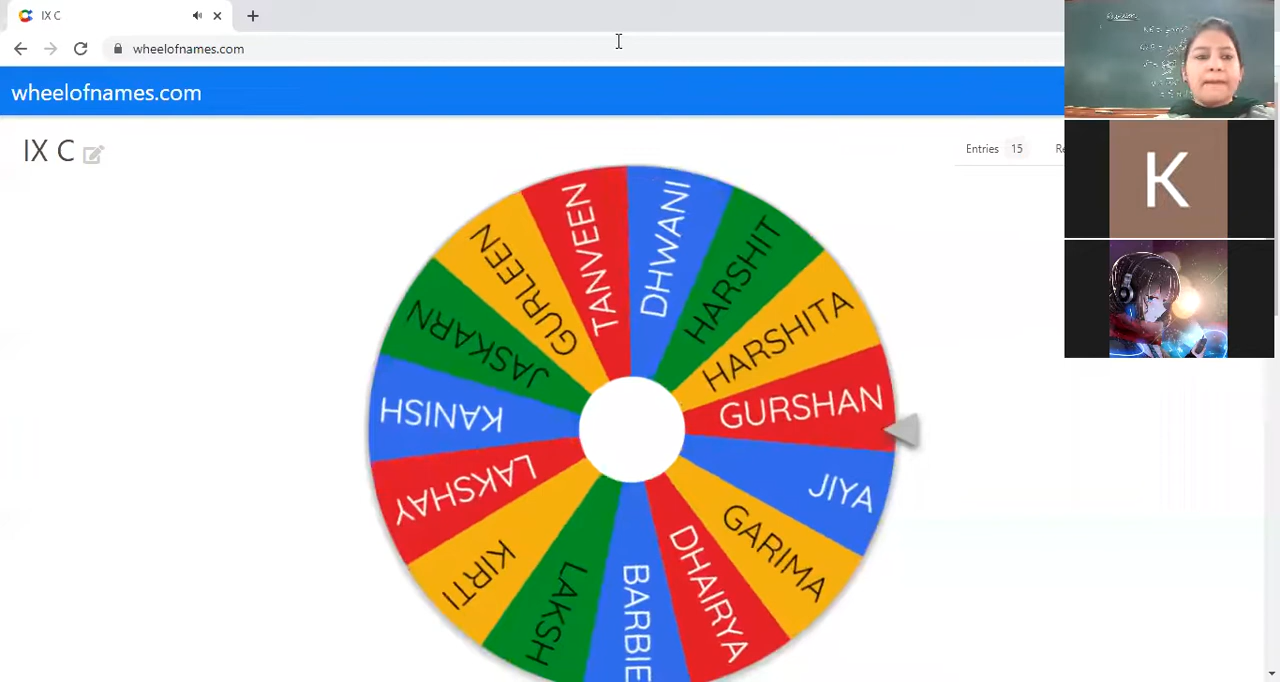 IX C
wheelofnames.com
wheelofnames.com
IX C
Entries 15
DHWANI
HARSHIT
HARSHITA
GURSHAN
JIYA
GARIMA
DHAIRYA
BARBIE
LAKSH
KIRTI
LAKSHAY
KANISH
JASKARN
GURLEEN
TANVEEN
K